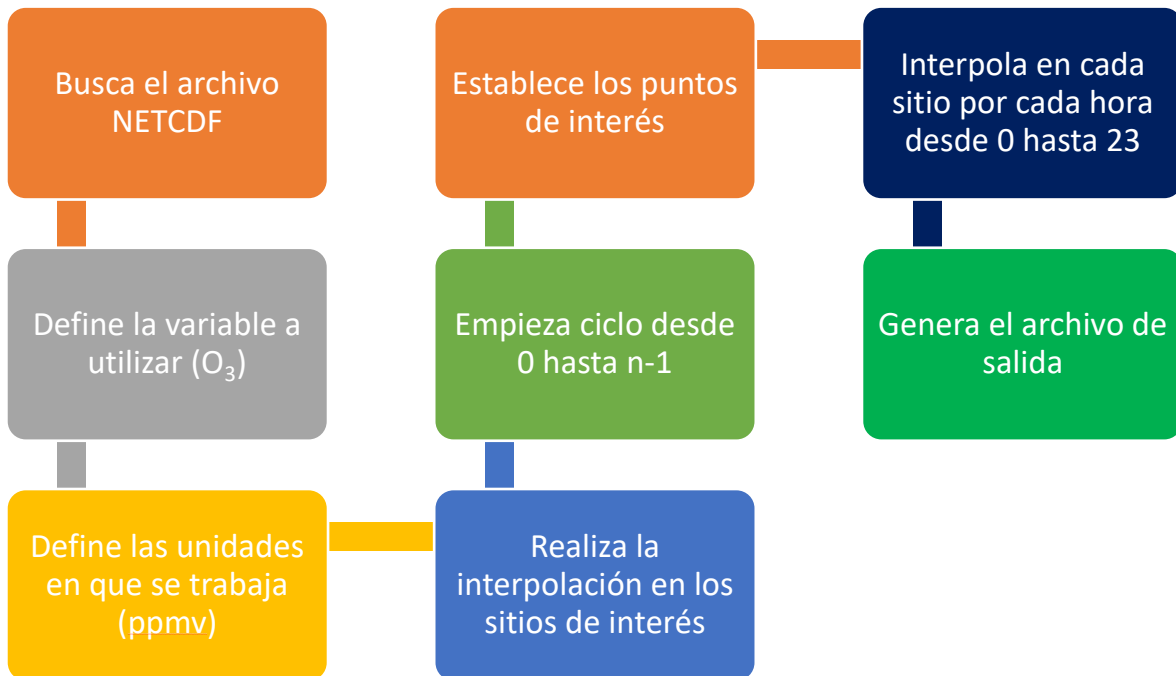 Busca el archivo
NETCDF
Define la variable a
utilizar (O₃)
Define las unidades
en que se trabaja
(ppmv)
Realiza la
interpolación en los
sitios de interés
Empieza ciclo desde
0 hasta n-1
Establece los puntos
de interés
Interpola en cada
sitio por cada hora
desde 0 hasta 23
Genera el archivo de
salida